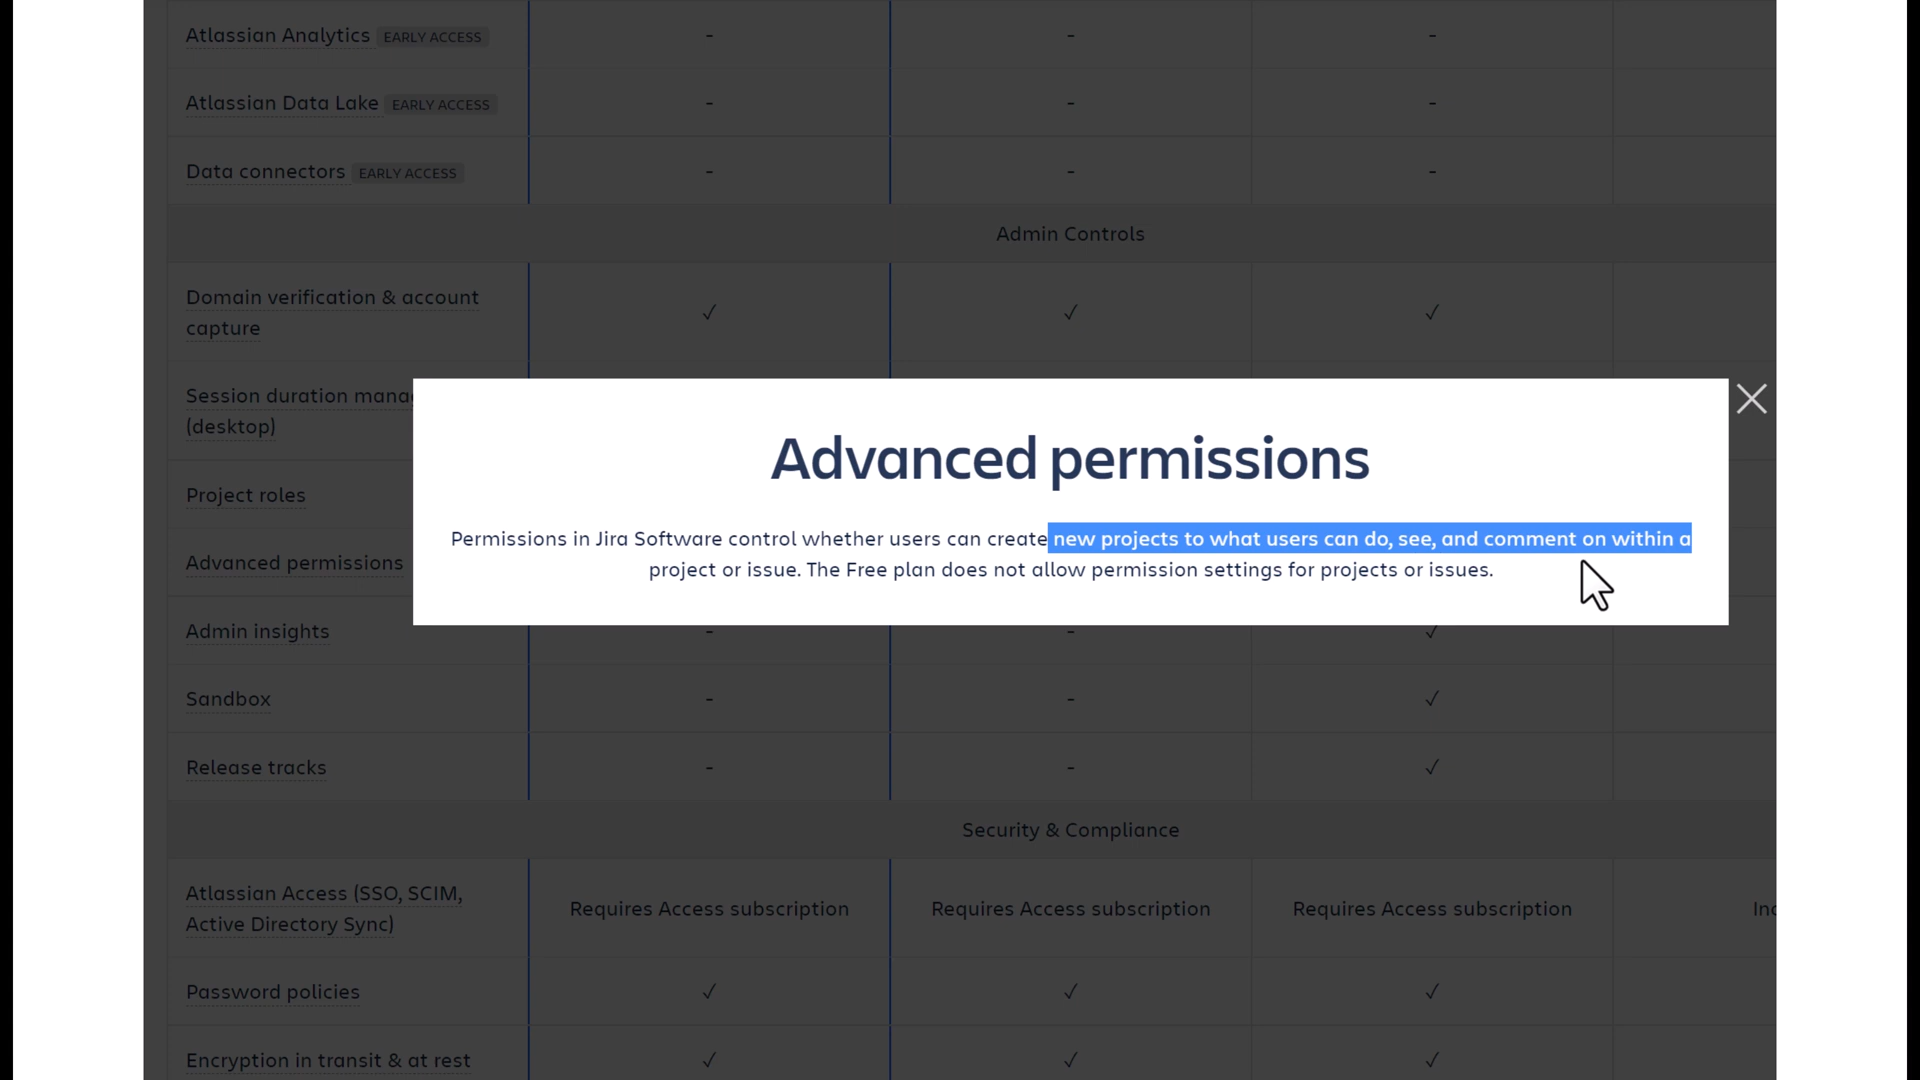 Atlassian Analytics EARLY ACCESS - - -
Atlassian Data Lake EARLY ACCESS - - -
Data connectors EARLY ACCESS - - -
Admin Controls
Domain verification & account
capture ✓ ✓ ✓
Session duration mana
(desktop)
Project roles
Advanced permissions
Advanced permissions
Permissions in Jira Software control whether users can create new projects to what users can do, see, and comment on within a
project or issue. The Free plan does not allow permission settings for projects or issues.
Admin insights - - ✓
Sandbox - - ✓
Release tracks - - ✓
Security & Compliance
Atlassian Access (SSO, SCIM,
Active Directory Sync)
Requires Access subscription Requires Access subscription Requires Access subscription
Password policies ✓ ✓ ✓
Encryption in transit & at rest ✓ ✓ ✓